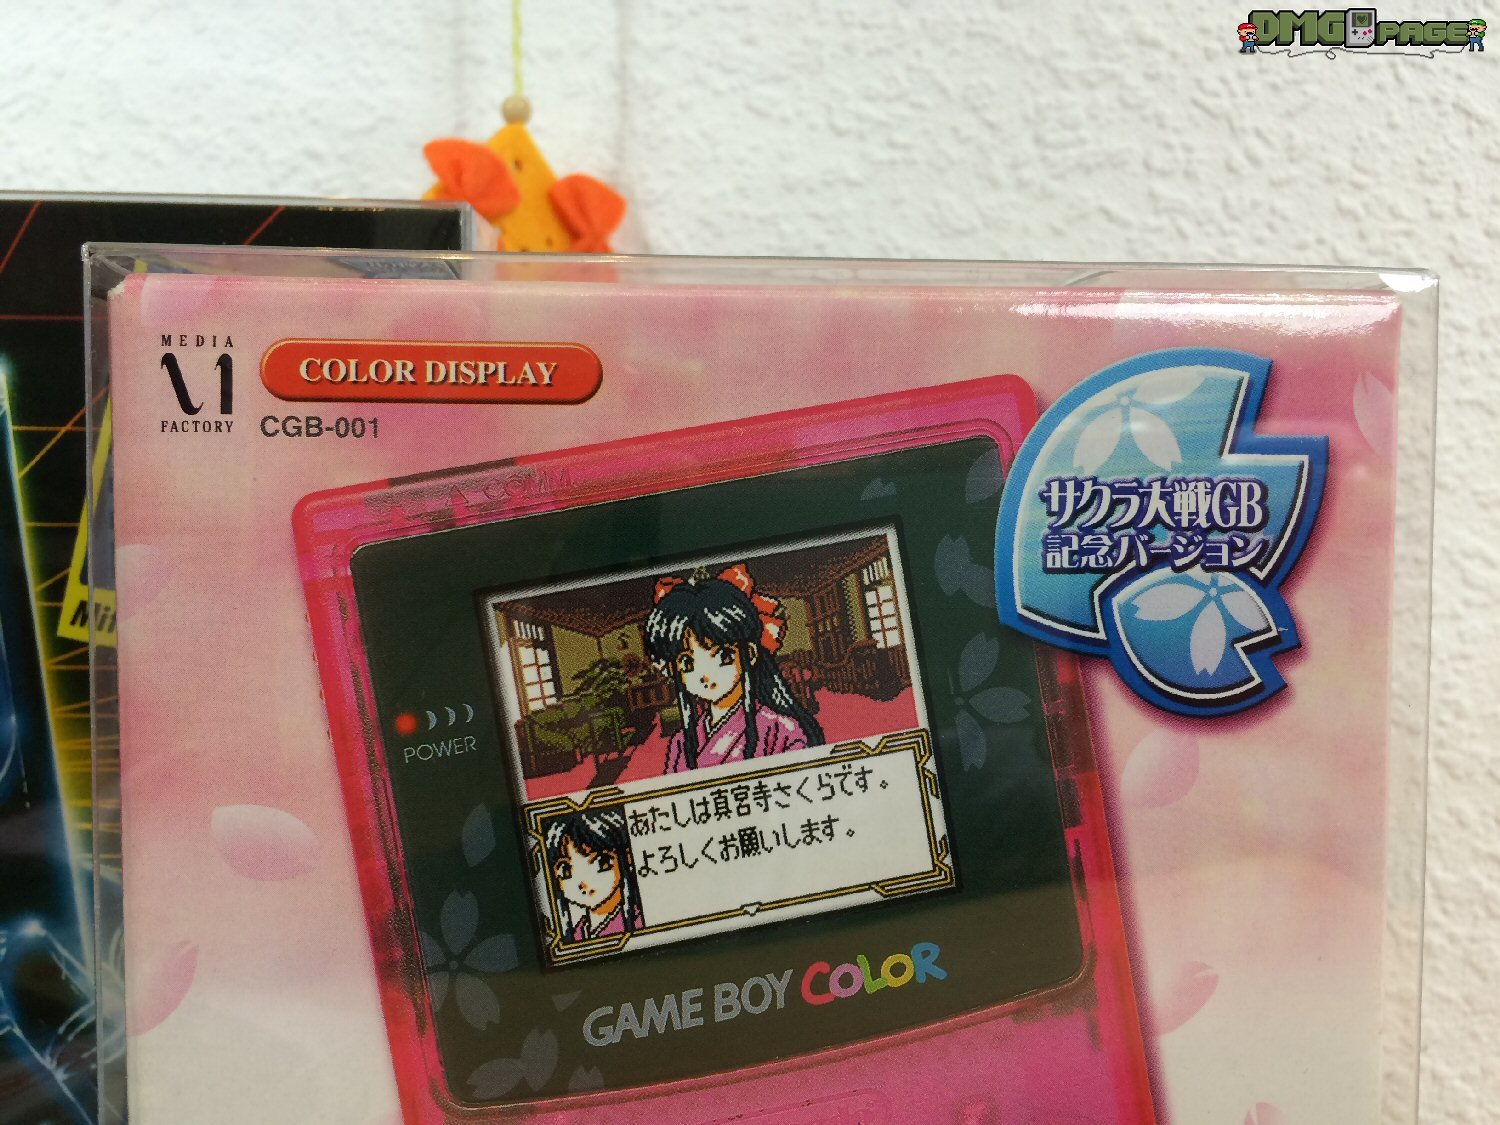 DMG PAGE
MEDIA
FACTORY
COLOR DISPLAY
CGB-001
COMM.
サクラ大戦GB
記念バージョン
POWER
あたしは真宮寺さくらです。
よろしくお願いします。
GAME BOY COLOR